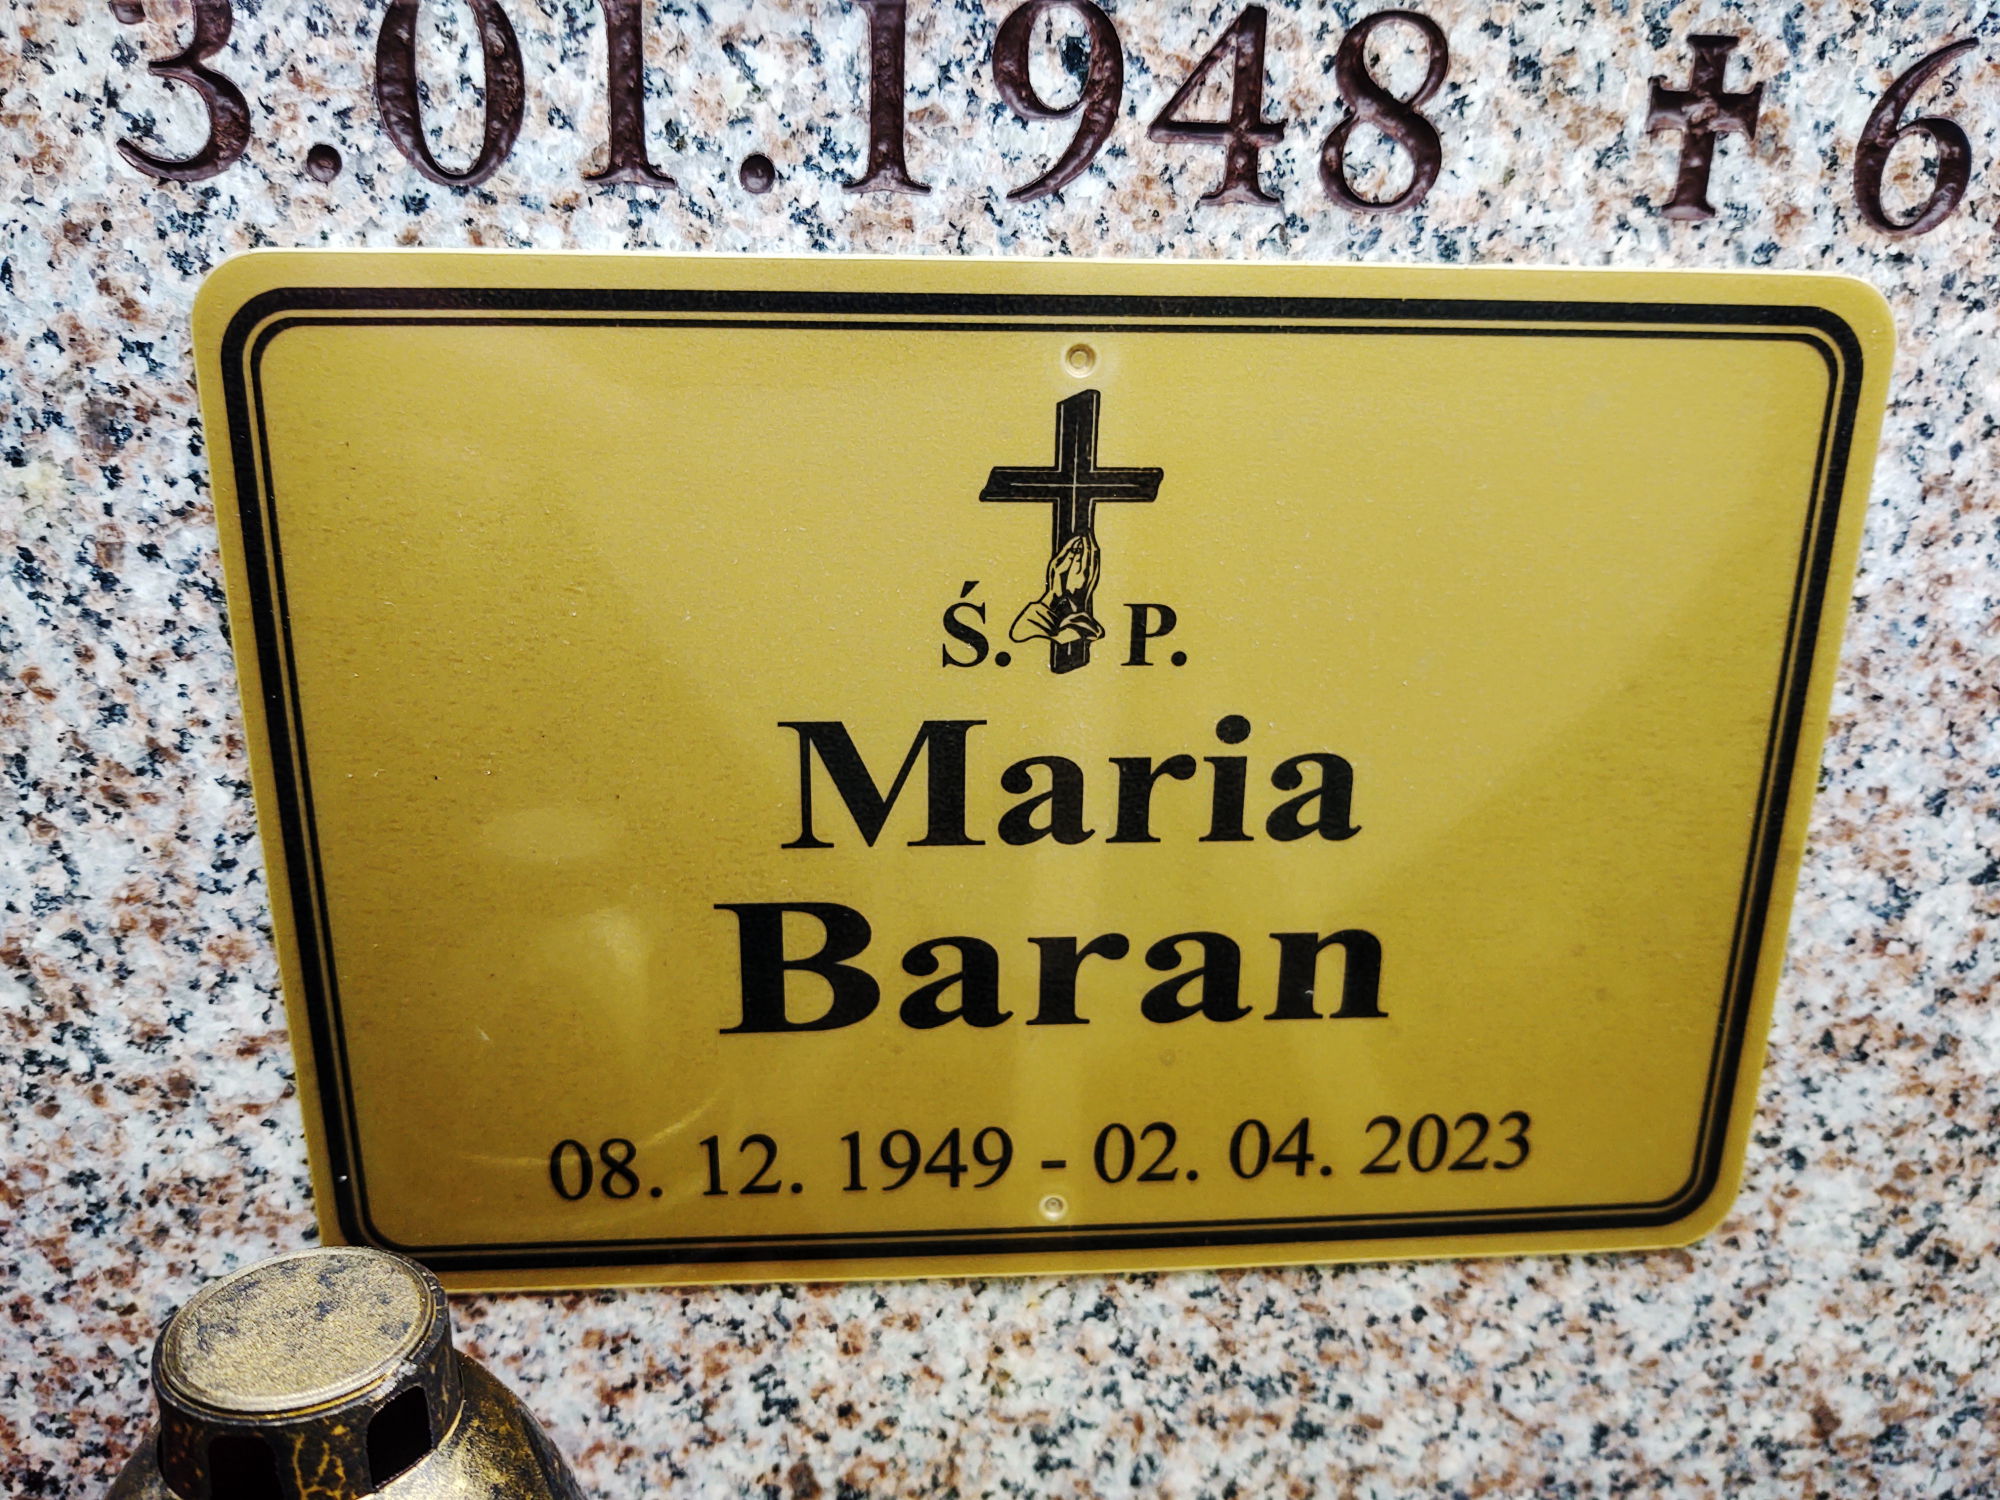 3.01.1948 ✝ 6
Ś. P.
Maria
Baran
08. 12. 1949 - 02. 04. 2023